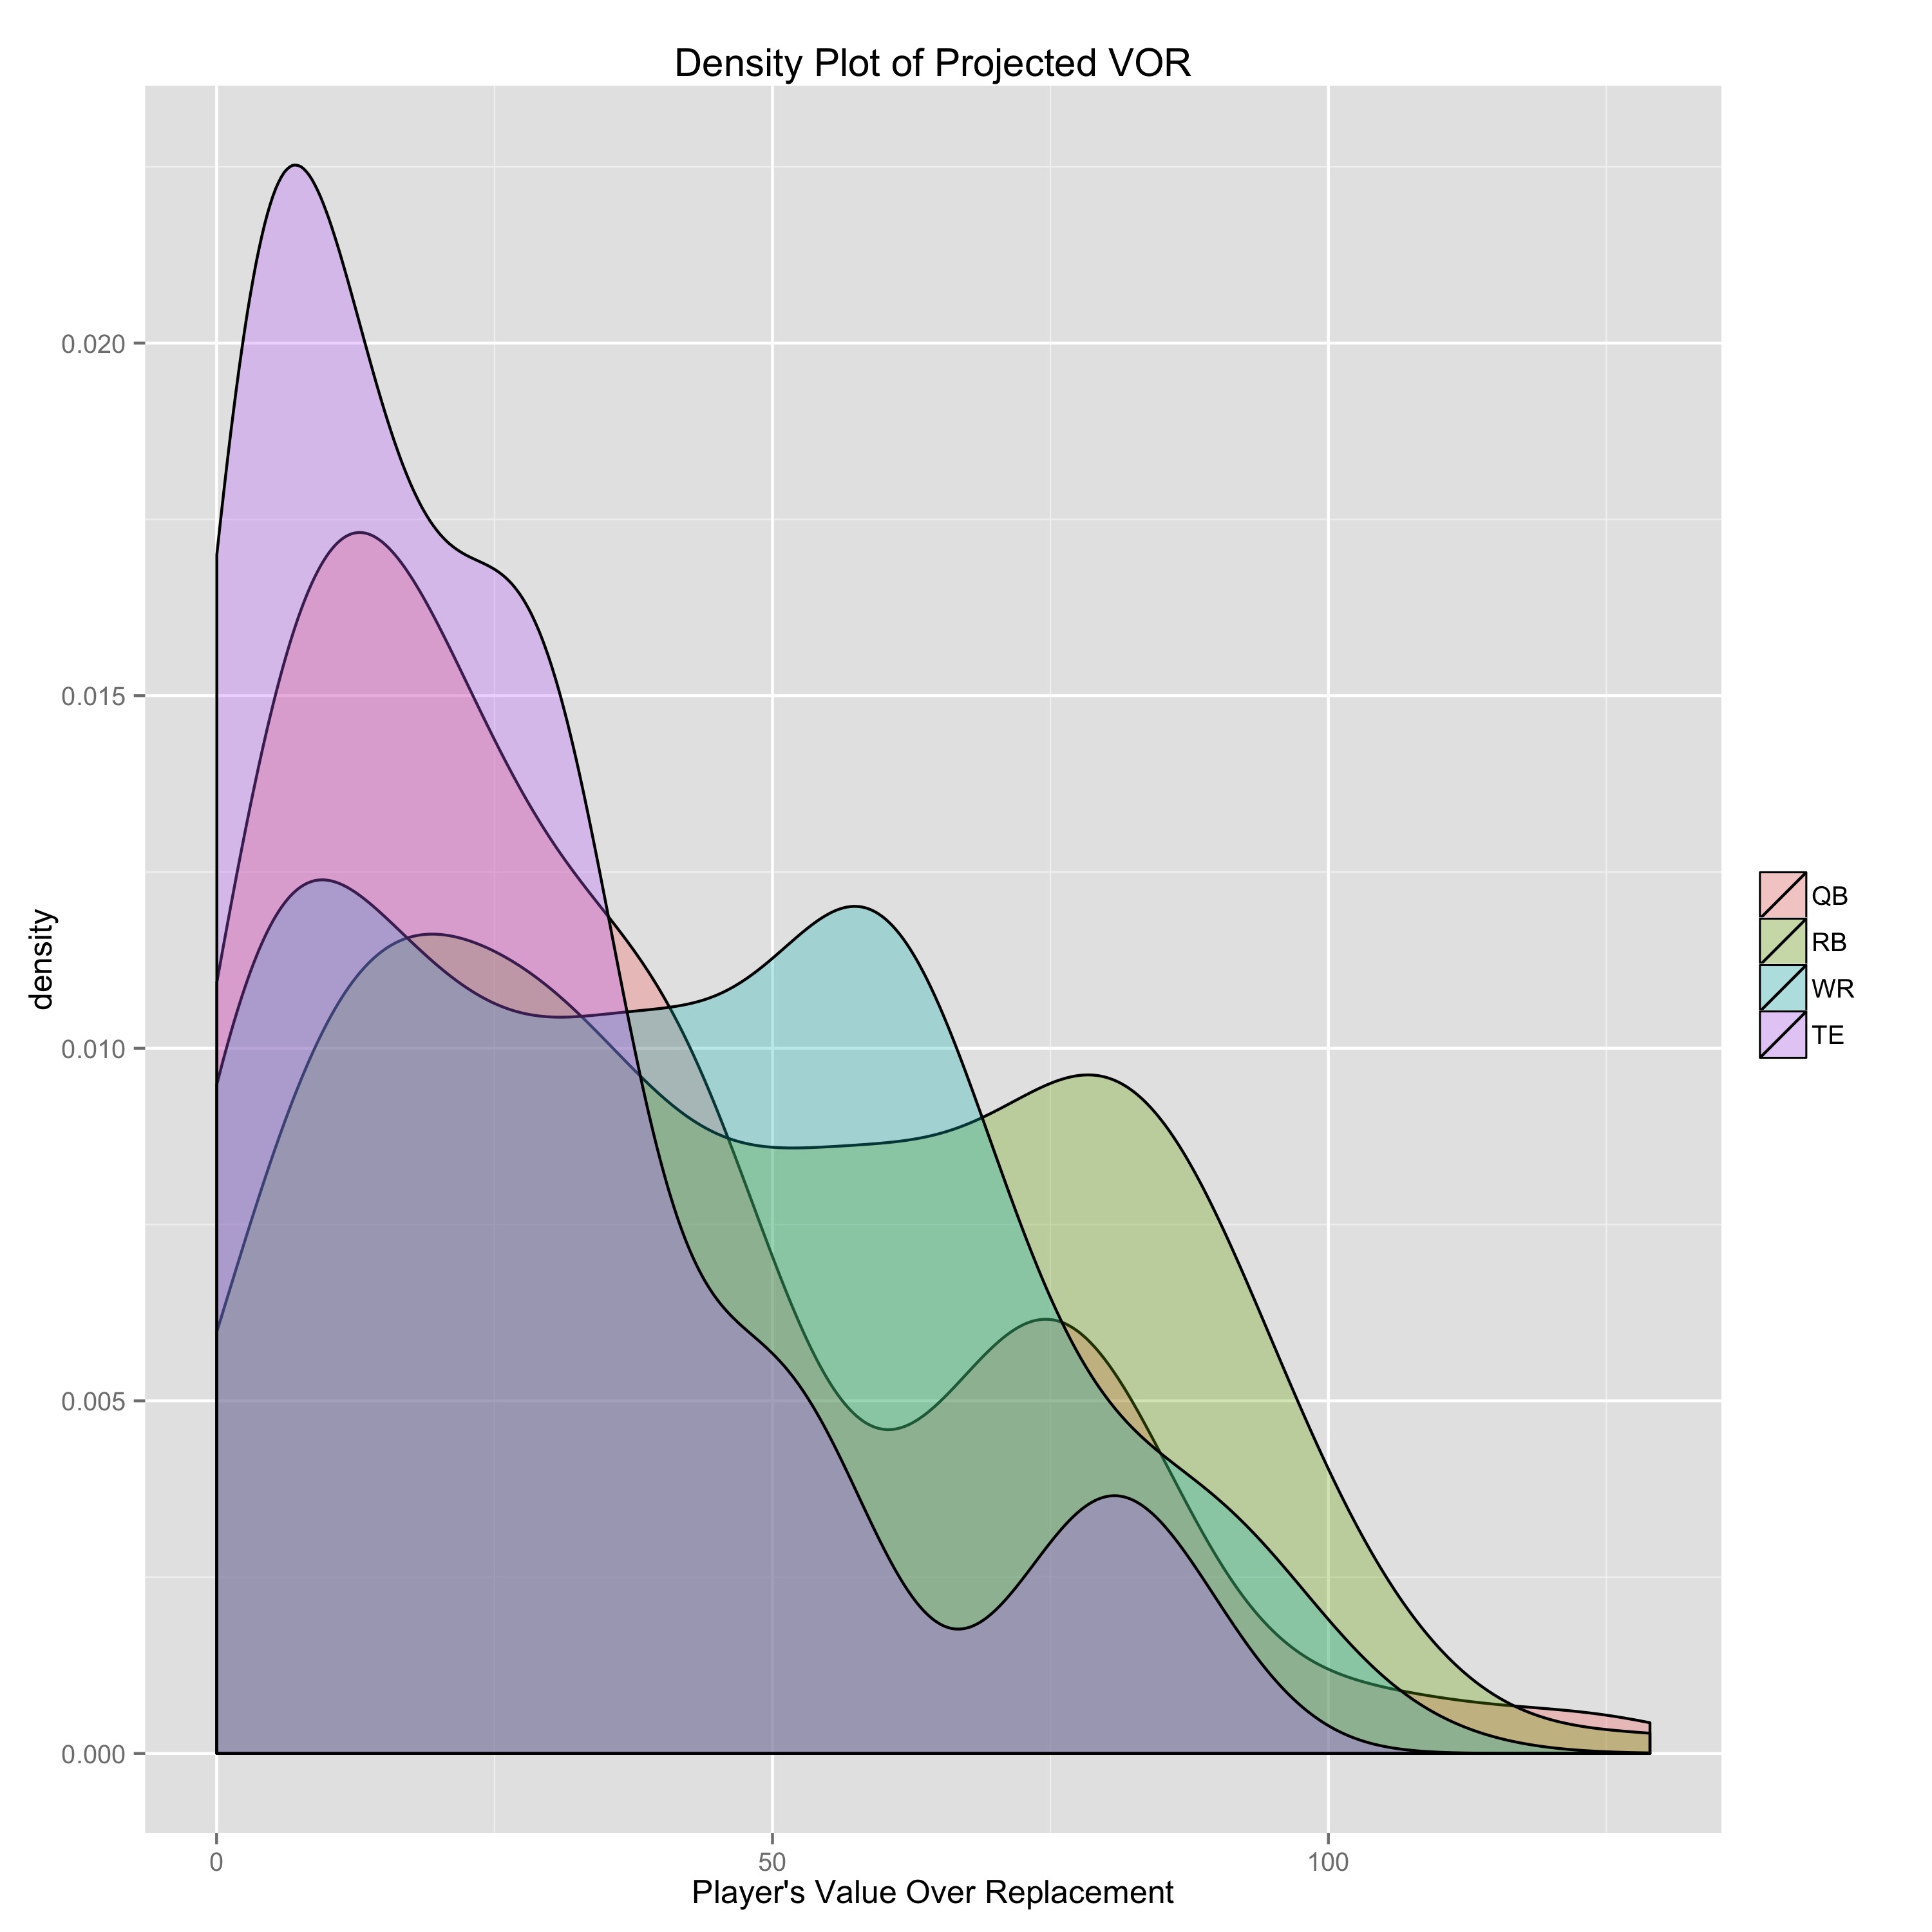 Density Plot of Projected VOR
density
0.020
0.015
0.010
0.005
0.000
0
50
100
Player's Value Over Replacement
QB
RB
WR
TE